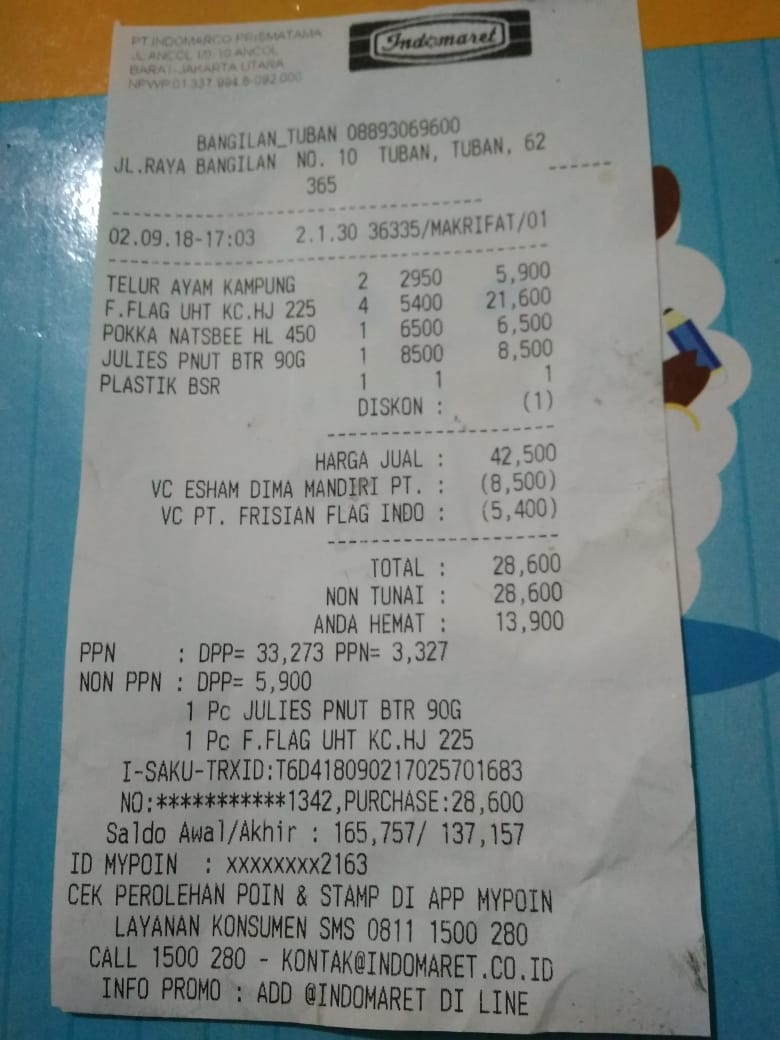 PT.INDOMARCO PRISMATAMA
JL.ANCOL I/9-10 ANCOL
BARAT-JAKARTA UTARA
NPWP.01.337.994.6-092.000
Indomaret
BANGILAN_TUBAN 08893069600
JL.RAYA BANGILAN NO. 10 TUBAN, TUBAN, 62
365
02.09.18-17:03 2.1.30 36335/MAKRIFAT/01
TELUR AYAM KAMPUNG 2 2950 5,900
F.FLAG UHT KC.HJ 225 4 5400 21,600
POKKA NATSBEE HL 450 1 6500 6,500
JULIES PNUT BTR 90G 1 8500 8,500
PLASTIK BSR 1 1 1
DISKON : (1)
HARGA JUAL : 42,500
VC ESHAM DIMA MANDIRI PT. : (8,500)
VC PT. FRISIAN FLAG INDO : (5,400)
TOTAL : 28,600
NON TUNAI : 28,600
ANDA HEMAT : 13,900
PPN : DPP= 33,273 PPN= 3,327
NON PPN : DPP= 5,900
1 Pc JULIES PNUT BTR 90G
1 Pc F.FLAG UHT KC.HJ 225
I-SAKU-TRXID:T6D418090217025701683
NO:***********1342,PURCHASE:28,600
Saldo Awal/Akhir : 165,757/ 137,157
ID MYPOIN : xxxxxxxx2163
CEK PEROLEHAN POIN & STAMP DI APP MYPOIN
LAYANAN KONSUMEN SMS 0811 1500 280
CALL 1500 280 - KONTAK@INDOMARET.CO.ID
INFO PROMO : ADD @INDOMARET DI LINE